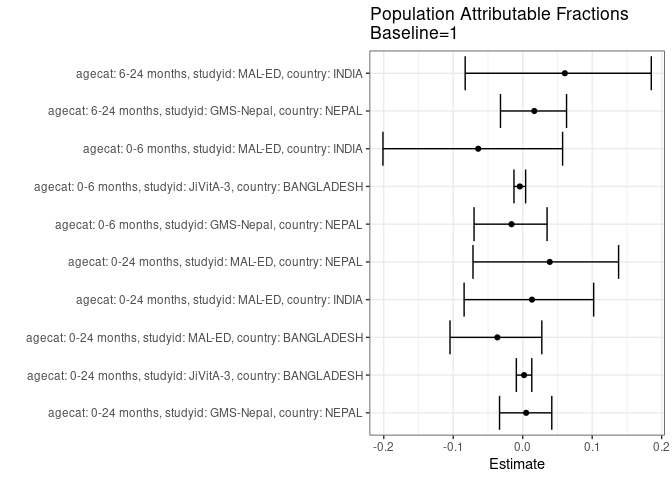 Population Attributable Fractions
Baseline=1
agecat: 6-24 months, studyid: MAL-ED, country: INDIA
agecat: 6-24 months, studyid: GMS-Nepal, country: NEPAL
agecat: 0-6 months, studyid: MAL-ED, country: INDIA
agecat: 0-6 months, studyid: JiVitA-3, country: BANGLADESH
agecat: 0-6 months, studyid: GMS-Nepal, country: NEPAL
agecat: 0-24 months, studyid: MAL-ED, country: NEPAL
agecat: 0-24 months, studyid: MAL-ED, country: INDIA
agecat: 0-24 months, studyid: MAL-ED, country: BANGLADESH
agecat: 0-24 months, studyid: JiVitA-3, country: BANGLADESH
agecat: 0-24 months, studyid: GMS-Nepal, country: NEPAL
-0.2 -0.1 0.0 0.1 0.2
Estimate